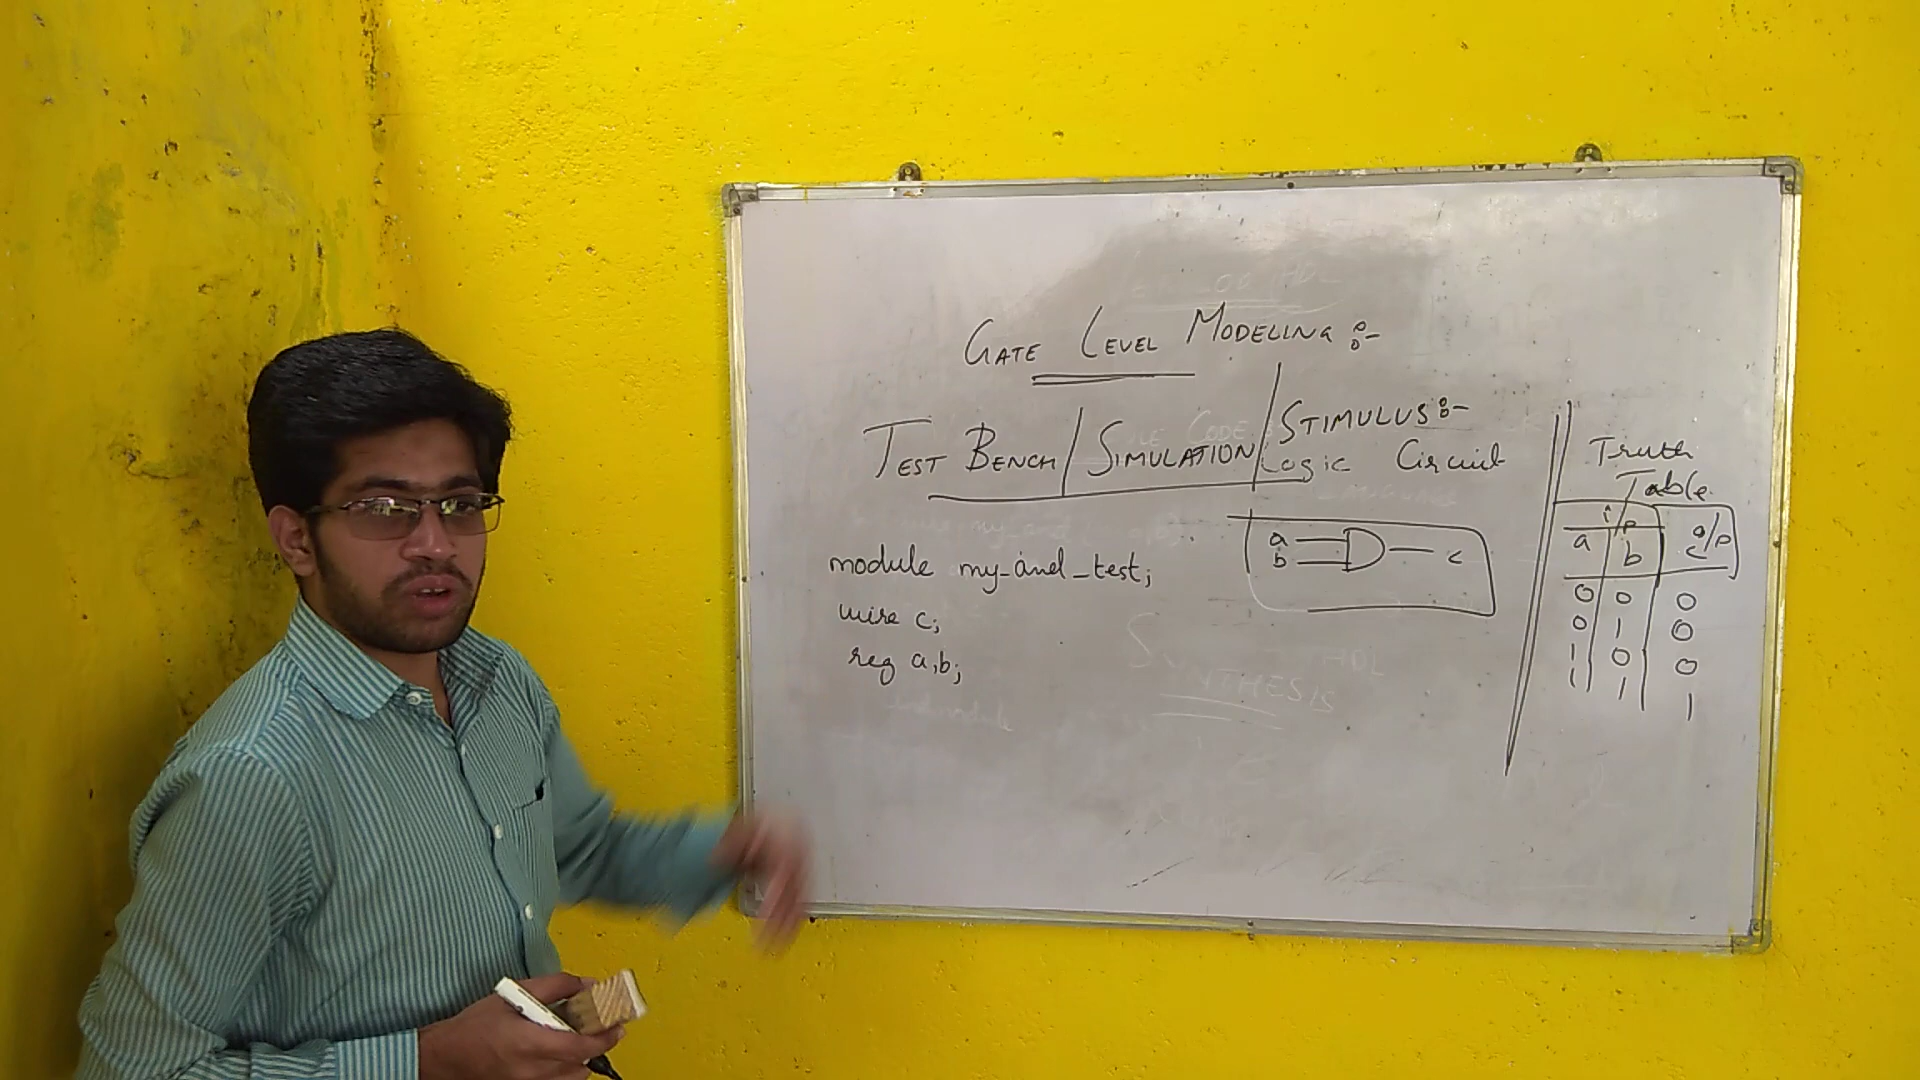 GATE LEVEL MODELING :-
TEST BENCH / SIMULATION / STIMULUS :-
Logic Circuit
module my_and_test;
wire c;
reg a,b;
a
b
c
SYNTHESIS
Truth
Table
i/p
o/p
a b c
0 0 0
0 1 0
1 0 0
1 1 1